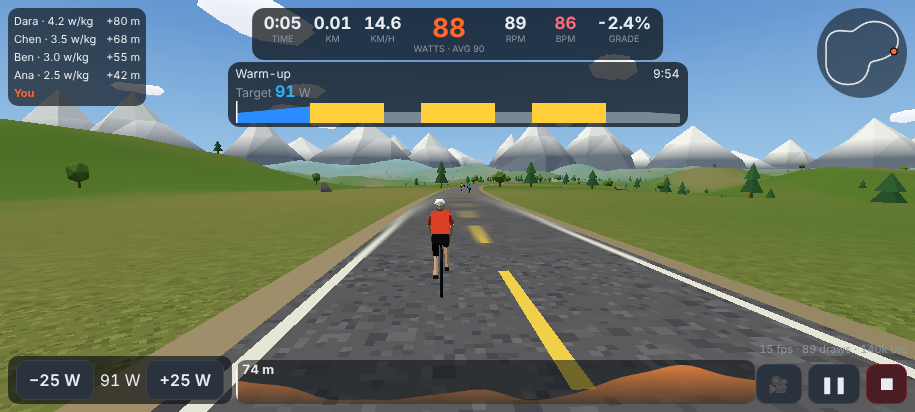 Dara · 4.2 w/kg +80 m
Chen · 3.5 w/kg +68 m
Ben · 3.0 w/kg +55 m
Ana · 2.5 w/kg +42 m
You
0:05 0.01 14.6 88 89 86 -2.4%
TIME KM KM/H WATTS · AVG 90 RPM BPM GRADE
Warm-up 9:54
Target 91 W
15 fps · 89 draws · 140k
−25 W 91 W +25 W
74 m